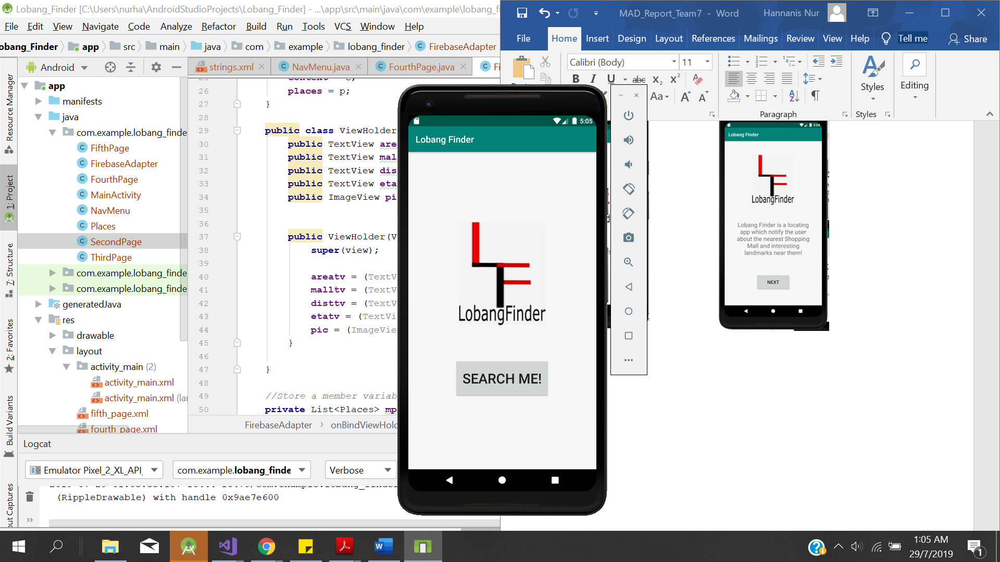 Lobang_Finder [C:\Users\nurha\AndroidStudioProjects\Lobang_Finder] - ...\app\src\main\java\com\example\lobang_fi
File Edit View Navigate Code Analyze Refactor Build Run Tools VCS Window Help
obang_Finder app src main java com example lobang_finder FirebaseAdapter
Android
strings.xml NavMenu.java FourthPage.java Fi
Resource Manager
1: Project
7: Structure
2: Favorites
Build Variants
out Captures
app
manifests
java
com.example.lobang_finde
FifthPage
FirebaseAdapter
FourthPage
MainActivity
NavMenu
Places
SecondPage
ThirdPage
com.example.lobang_finde
com.example.lobang_finde
generatedJava
res
drawable
layout
activity_main (2)
activity_main.xml
activity_main.xml (lar
fifth_page.xml
fourth_page.xml
26 places = p;
27 }
28
29 public class ViewHolder
30 public TextView are
31 public TextView mal
32 public TextView dis
33 public TextView eta
34 public ImageView pi
35
36
37 public ViewHolder(V
38 super(view);
39
40 areatv = (TextV
41 malltv = (TextV
42 disttv = (TextV
43 etatv = (TextVi
44 pic = (ImageView
45 }
46
47 }
48
49 //Store a member variab
50 private List<Places> mp
FirebaseAdapter › onBindViewHold
Logcat
Emulator Pixel_2_XL_API_
com.example.lobang_finde
Verbose
(RippleDrawable) with handle 0x9ae7e600
5:05
Lobang Finder
LobangFinder
SEARCH ME!
MAD_Report_Team7 - Word
Hannanis Nur
File Home Insert Design Layout References Mailings Review View Help Tell me Share
Calibri (Body) 11
B I U abc X2 X2
Aa A A
Paragraph
Styles
Styles
Editing
5:04
Lobang Finder
LobangFinder
Lobang Finder is a locating
app which notify the user
about the nearest Shopping
Mall and interesting
landmarks near them!
NEXT
1:05 AM
29/7/2019
1